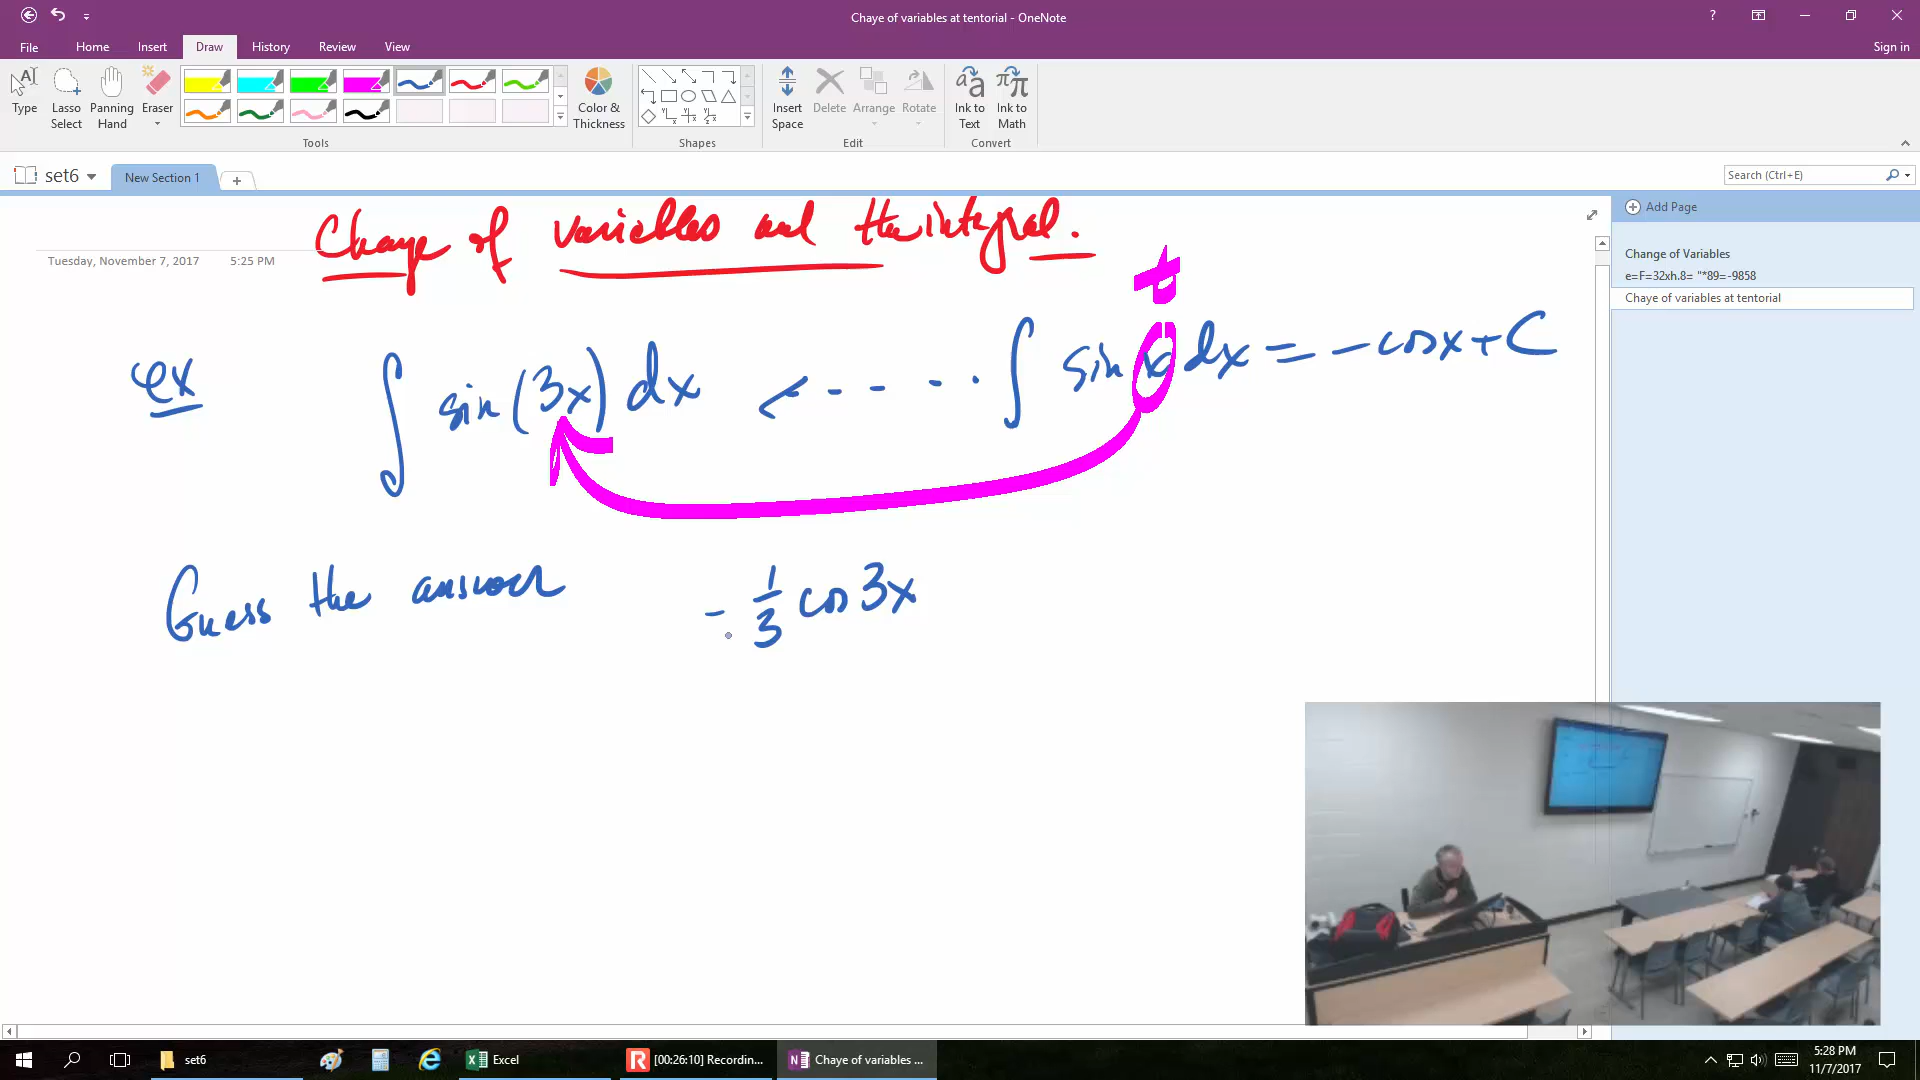 Chaye of variables at tentorial - OneNote
?
File Home Insert Draw History Review View
Sign in
Type Lasso Select Panning Hand Eraser
Color & Thickness
Insert Space Delete Arrange Rotate
Ink to Text Ink to Math
Tools Shapes Edit Convert
set6 New Section 1 +
Search (Ctrl+E)
Add Page
Change of Variables
e=F=32xh.8= "*89=-9858
Chaye of variables at tentorial
Change of variables and the integral.
Tuesday, November 7, 2017 5:25 PM
t
ex ∫ sin(3x) dx ∫ sin x dx = - cosx + C
Guess the answer - 1/3 cos 3x
set6
Excel
[00:26:10] Recordin...
Chaye of variables ...
5:28 PM
11/7/2017